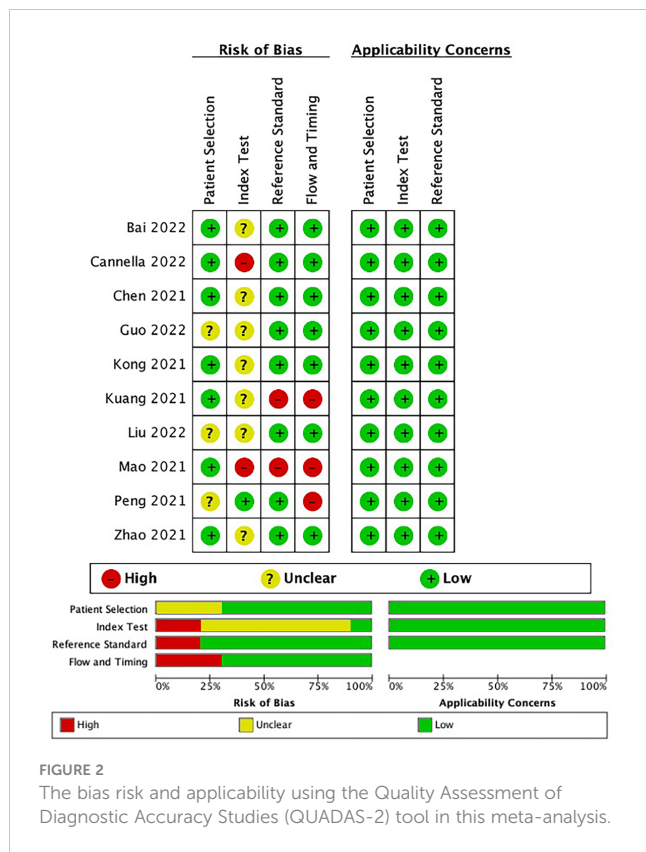 Risk of Bias Applicability Concerns
Patient Selection Index Test Reference Standard Flow and Timing Patient Selection Index Test Reference Standard
Bai 2022 + ? + + + + +
Cannella 2022 + - + + + + +
Chen 2021 + ? + + + + +
Guo 2022 ? ? + + + + +
Kong 2021 + ? + + + + +
Kuang 2021 + ? - - + + +
Liu 2022 ? ? + + + + +
Mao 2021 + - - - + + +
Peng 2021 ? + + - + + +
Zhao 2021 + ? + + + + +
- High ? Unclear + Low
Patient Selection
Index Test
Reference Standard
Flow and Timing
0% 25% 50% 75% 100% 0% 25% 50% 75% 100%
Risk of Bias Applicability Concerns
High Unclear Low
FIGURE 2
The bias risk and applicability using the Quality Assessment of
Diagnostic Accuracy Studies (QUADAS-2) tool in this meta-analysis.